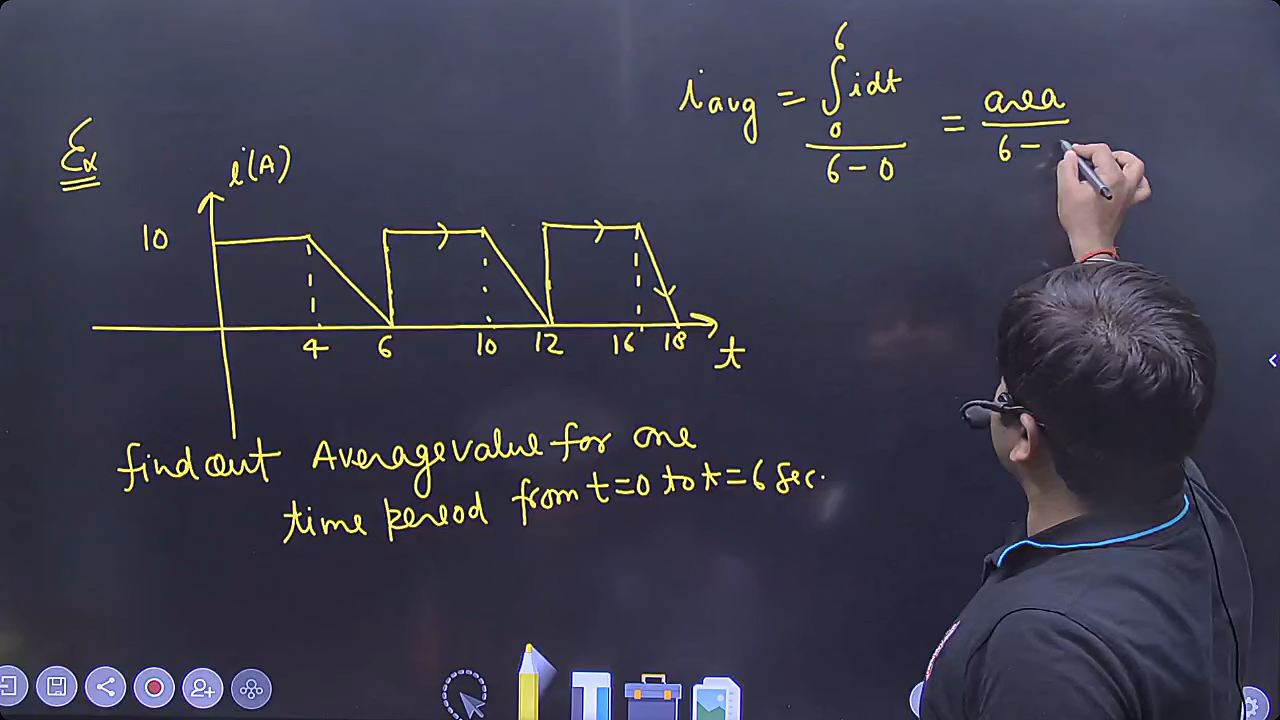 Ex
i(A)
10
4 6 10 12 16 18
t
i avg = ∫₀⁶ idt / 6 - 0 = area / 6 -
find out Average value for one
time period from t=0 to t=6 sec.